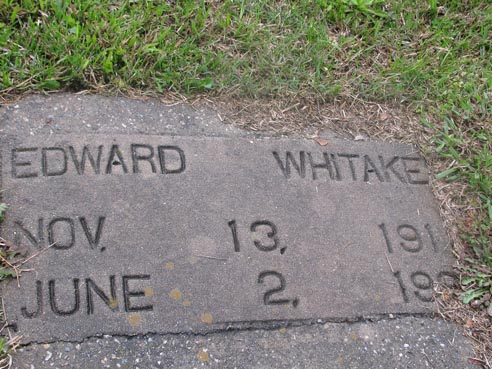 EDWARD WHITAKE
NOV. 13, 191
JUNE 2, 19